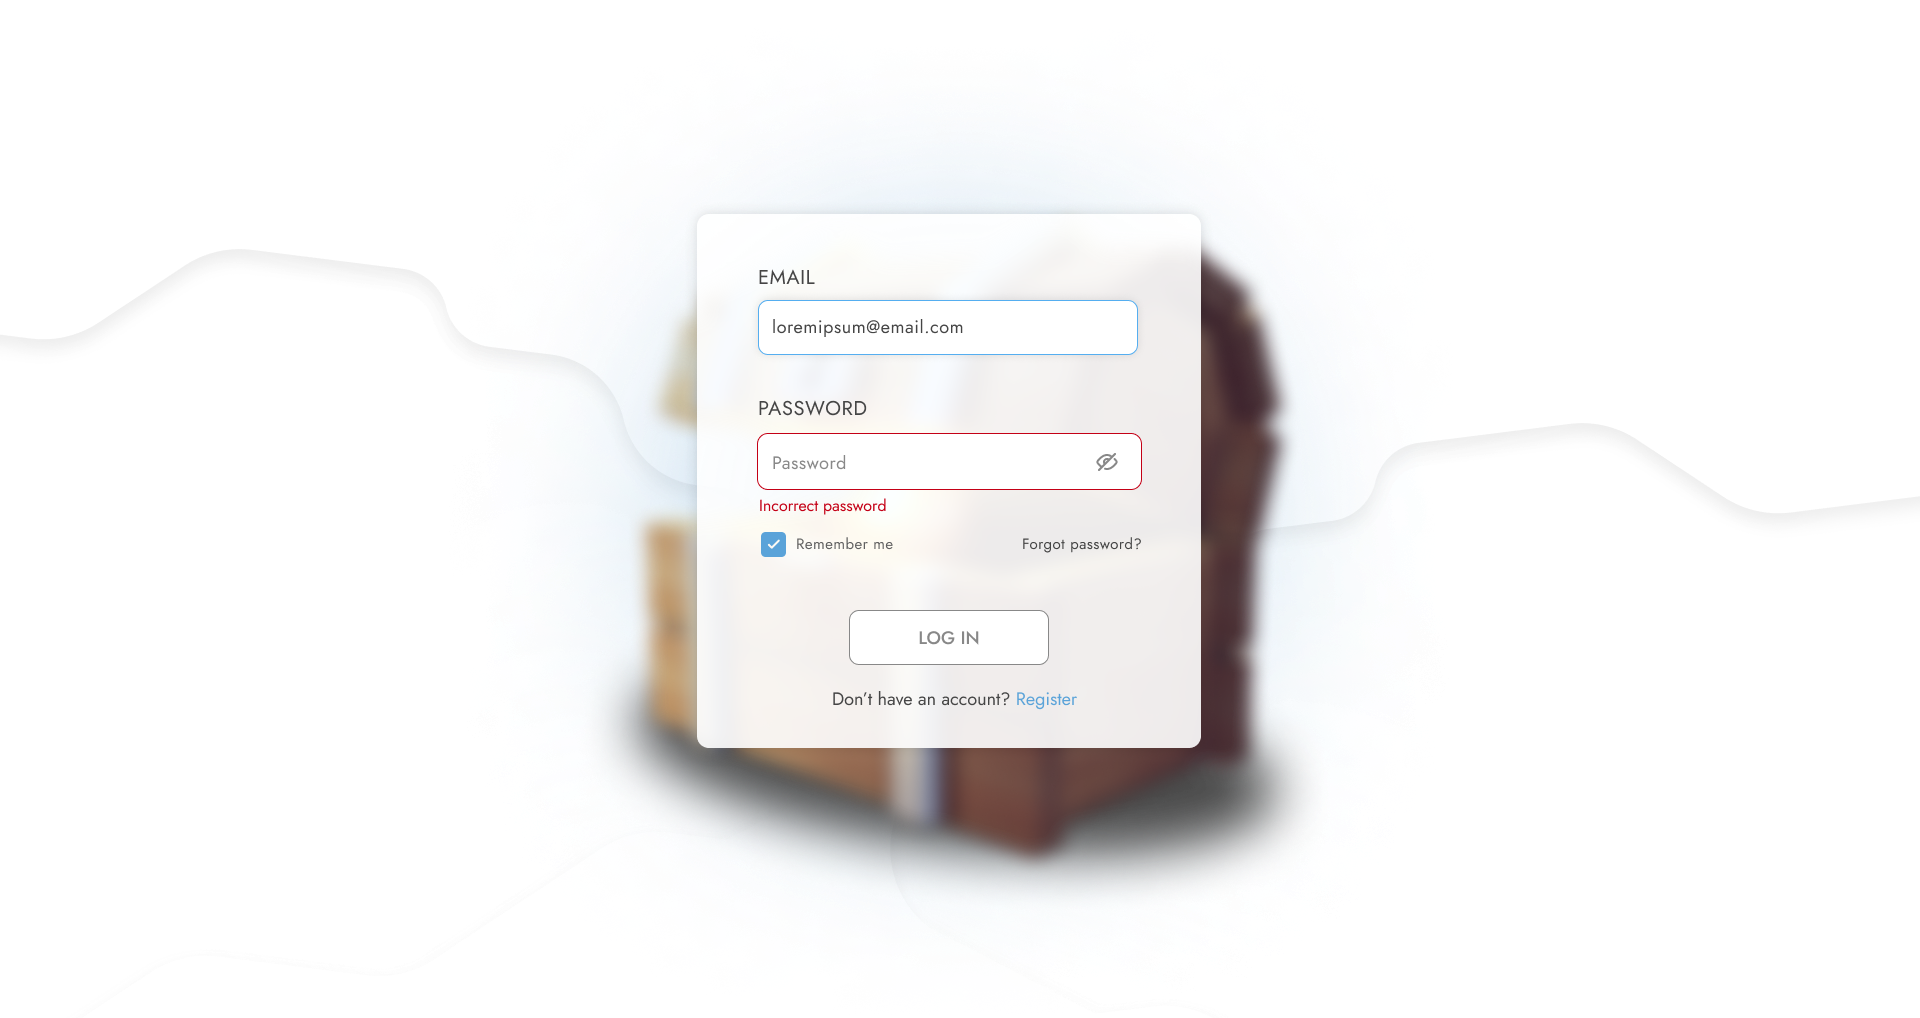 EMAIL
loremipsum@email.com
PASSWORD
Password
Incorrect password
Remember me Forgot password?
LOG IN
Don’t have an account? Register